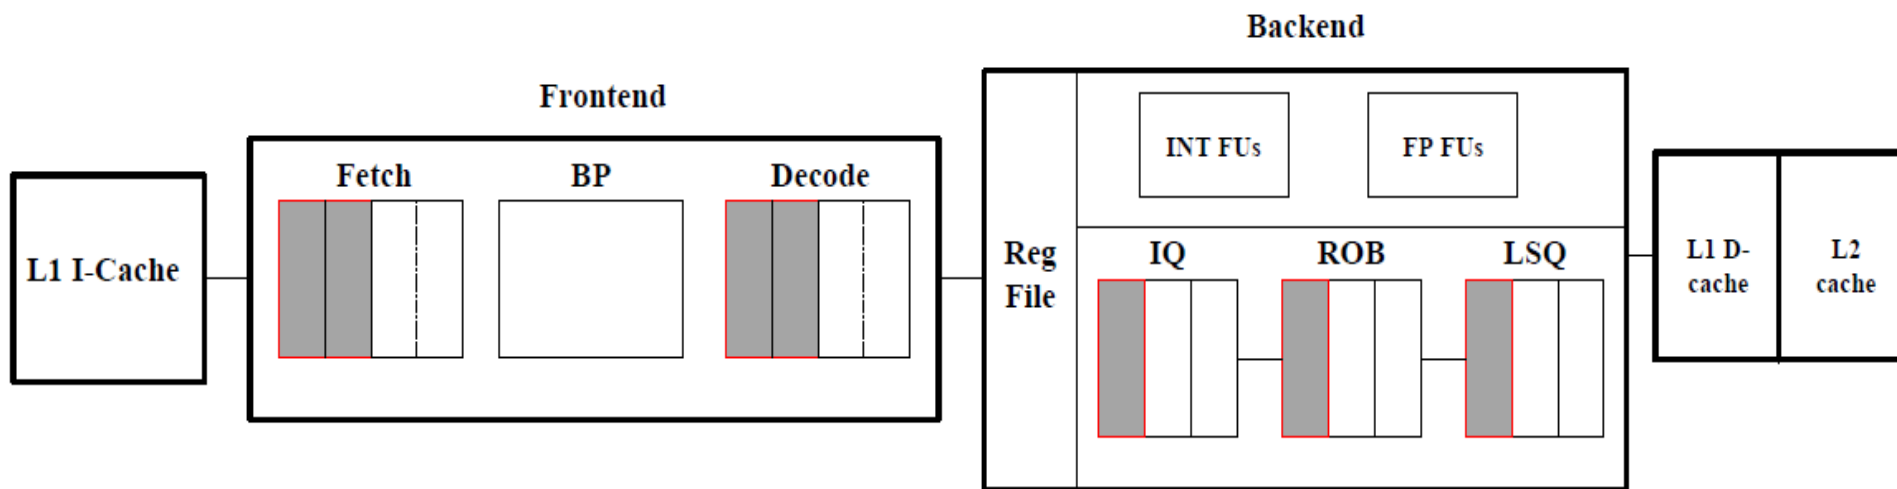 Backend
Frontend
Fetch
BP
Decode
L1 I-Cache
INT FUs
FP FUs
Reg
File
IQ
ROB
LSQ
L1 D-
cache
L2
cache